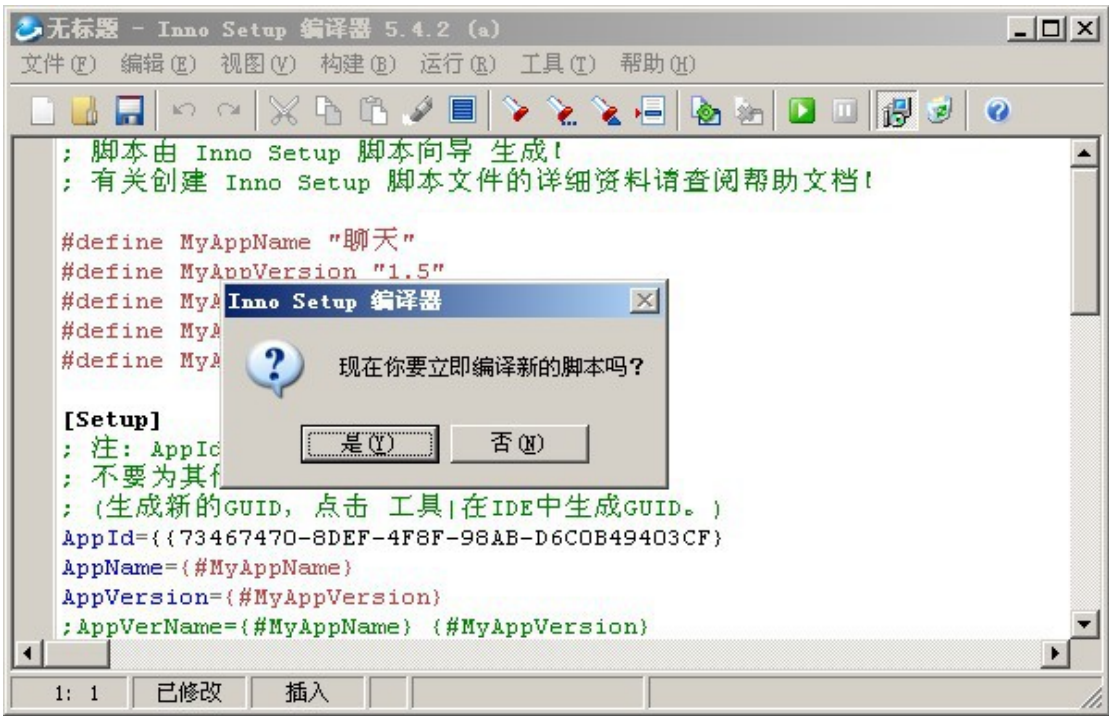 无标题 - Inno Setup 编译器 5.4.2 (a)
文件(F) 编辑(E) 视图(V) 构建(B) 运行(R) 工具(T) 帮助(H)
; 脚本由 Inno Setup 脚本向导 生成!
; 有关创建 Inno Setup 脚本文件的详细资料请查阅帮助文档!
#define MyAppName "聊天"
#define MyAppVersion "1.5"
#define MyA
#define MyA
#define MyA
Inno Setup 编译器
现在你要立即编译新的脚本吗?
是(Y) 否(N)
[Setup]
; 注: AppId
; 不要为其
; (生成新的GUID, 点击 工具|在IDE中生成GUID。)
AppId={{73467470-8DEF-4F8F-98AB-D6C0B49403CF}
AppName={#MyAppName}
AppVersion={#MyAppVersion}
;AppVerName={#MyAppName} {#MyAppVersion}
1: 1 已修改 插入